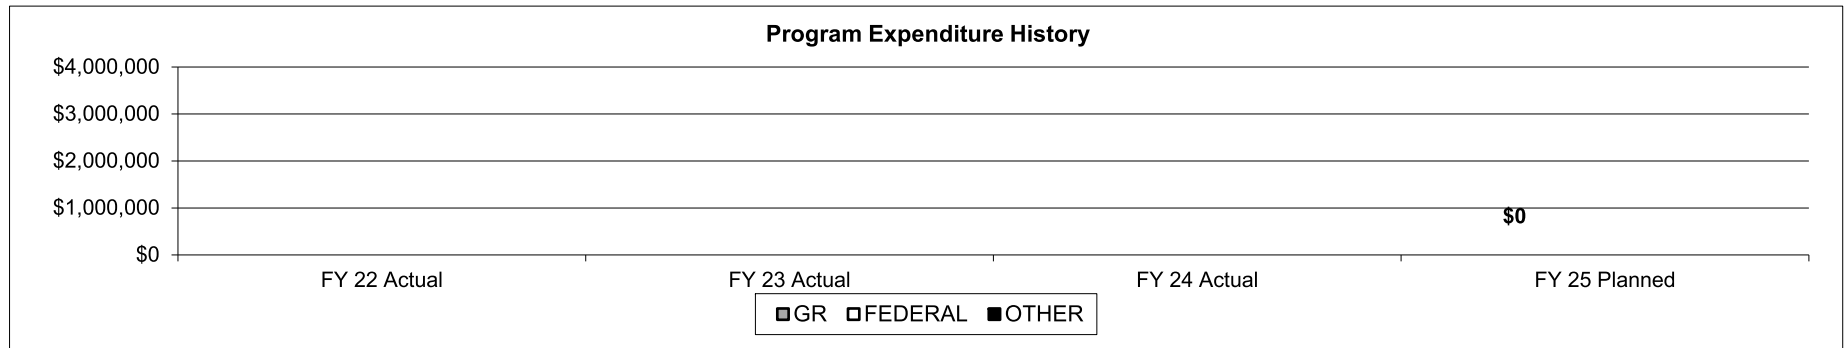 Program Expenditure History
$4,000,000
$3,000,000
$2,000,000
$1,000,000
$0
$0
FY 22 Actual FY 23 Actual FY 24 Actual FY 25 Planned
GR FEDERAL OTHER